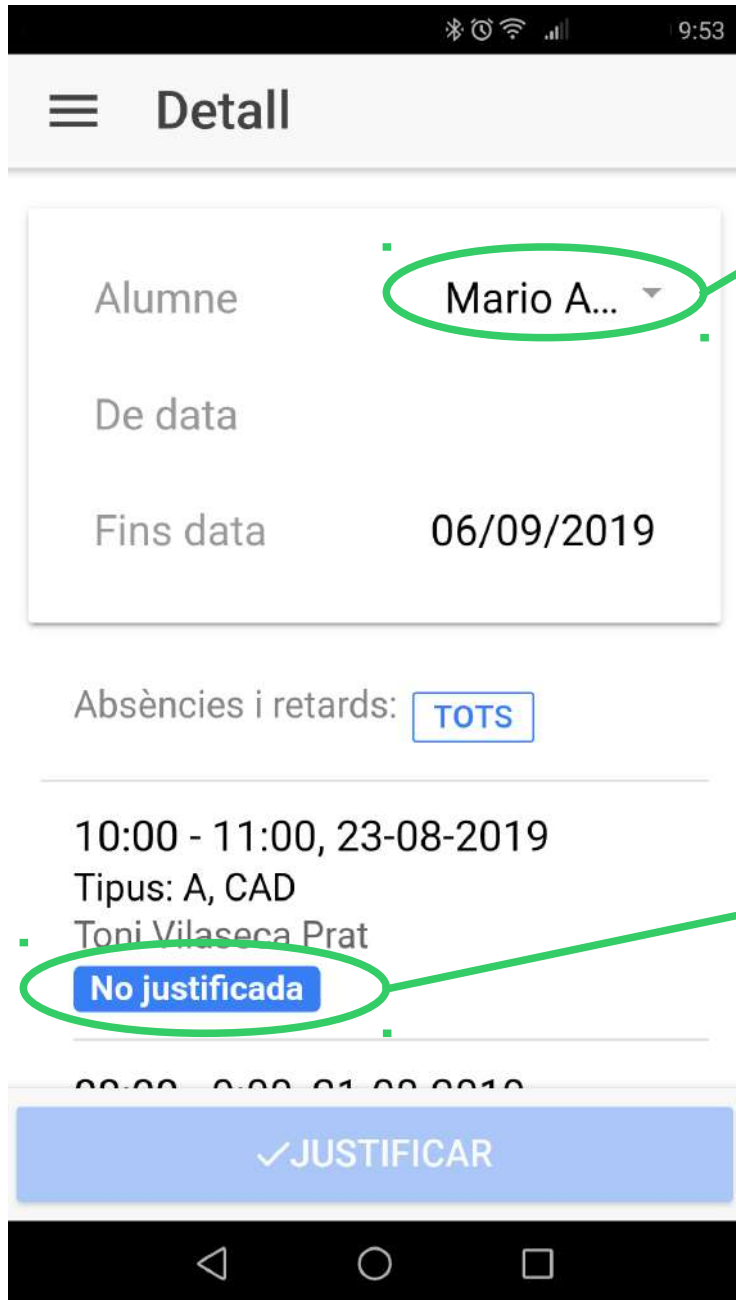 9:53
Detall
Alumne Mario A...
De data
Fins data 06/09/2019
Absències i retards: TOTS
10:00 - 11:00, 23-08-2019
Tipus: A, CAD
Toni Vilaseca Prat
No justificada
JUSTIFICAR